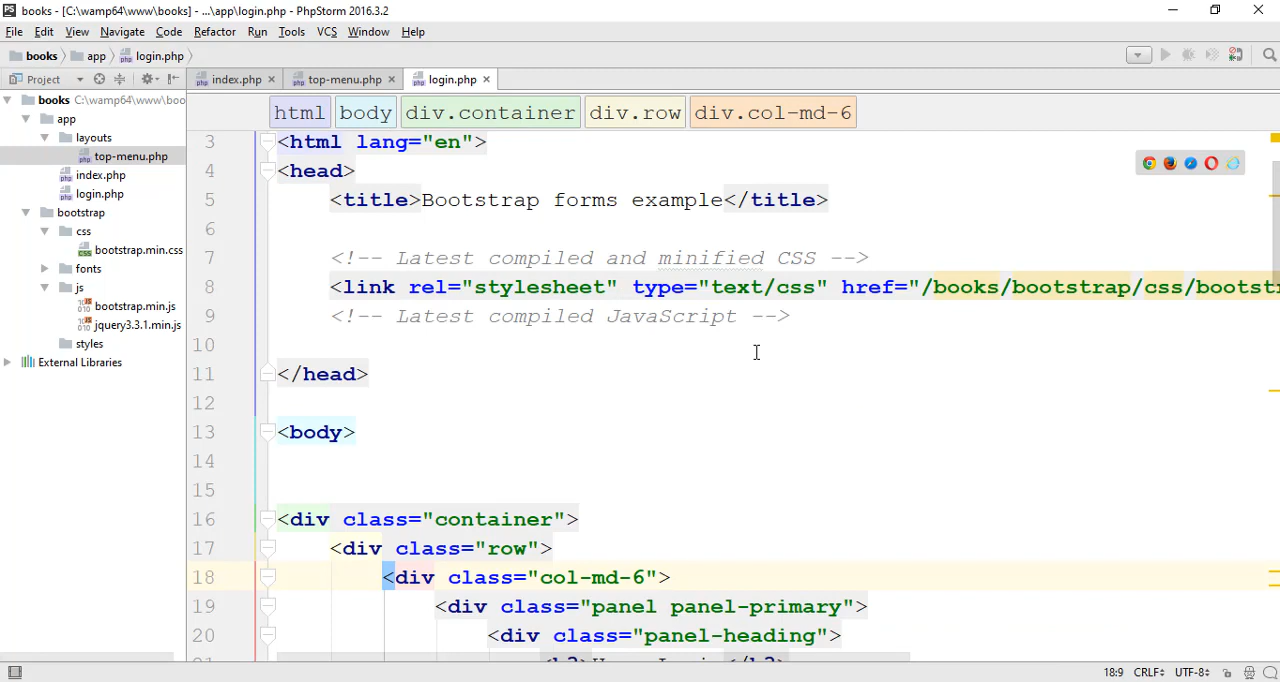 books - [C:\wamp64\www\books] - ...\app\login.php - PhpStorm 2016.3.2
File Edit View Navigate Code Refactor Run Tools VCS Window Help
books app login.php
Project index.php top-menu.php login.php
books C:\wamp64\www\boo
app
layouts
top-menu.php
index.php
login.php
bootstrap
css
bootstrap.min.css
fonts
js
bootstrap.min.js
jquery3.3.1.min.js
styles
External Libraries
html body div.container div.row div.col-md-6
3 <html lang="en">
4 <head>
5 <title>Bootstrap forms example</title>
6
7 <!-- Latest compiled and minified CSS -->
8 <link rel="stylesheet" type="text/css" href="/books/bootstrap/css/bootst
9 <!-- Latest compiled JavaScript -->
10
11 </head>
12
13 <body>
14
15
16 <div class="container">
17 <div class="row">
18 <div class="col-md-6">
19 <div class="panel panel-primary">
20 <div class="panel-heading">
18:9 CRLF UTF-8